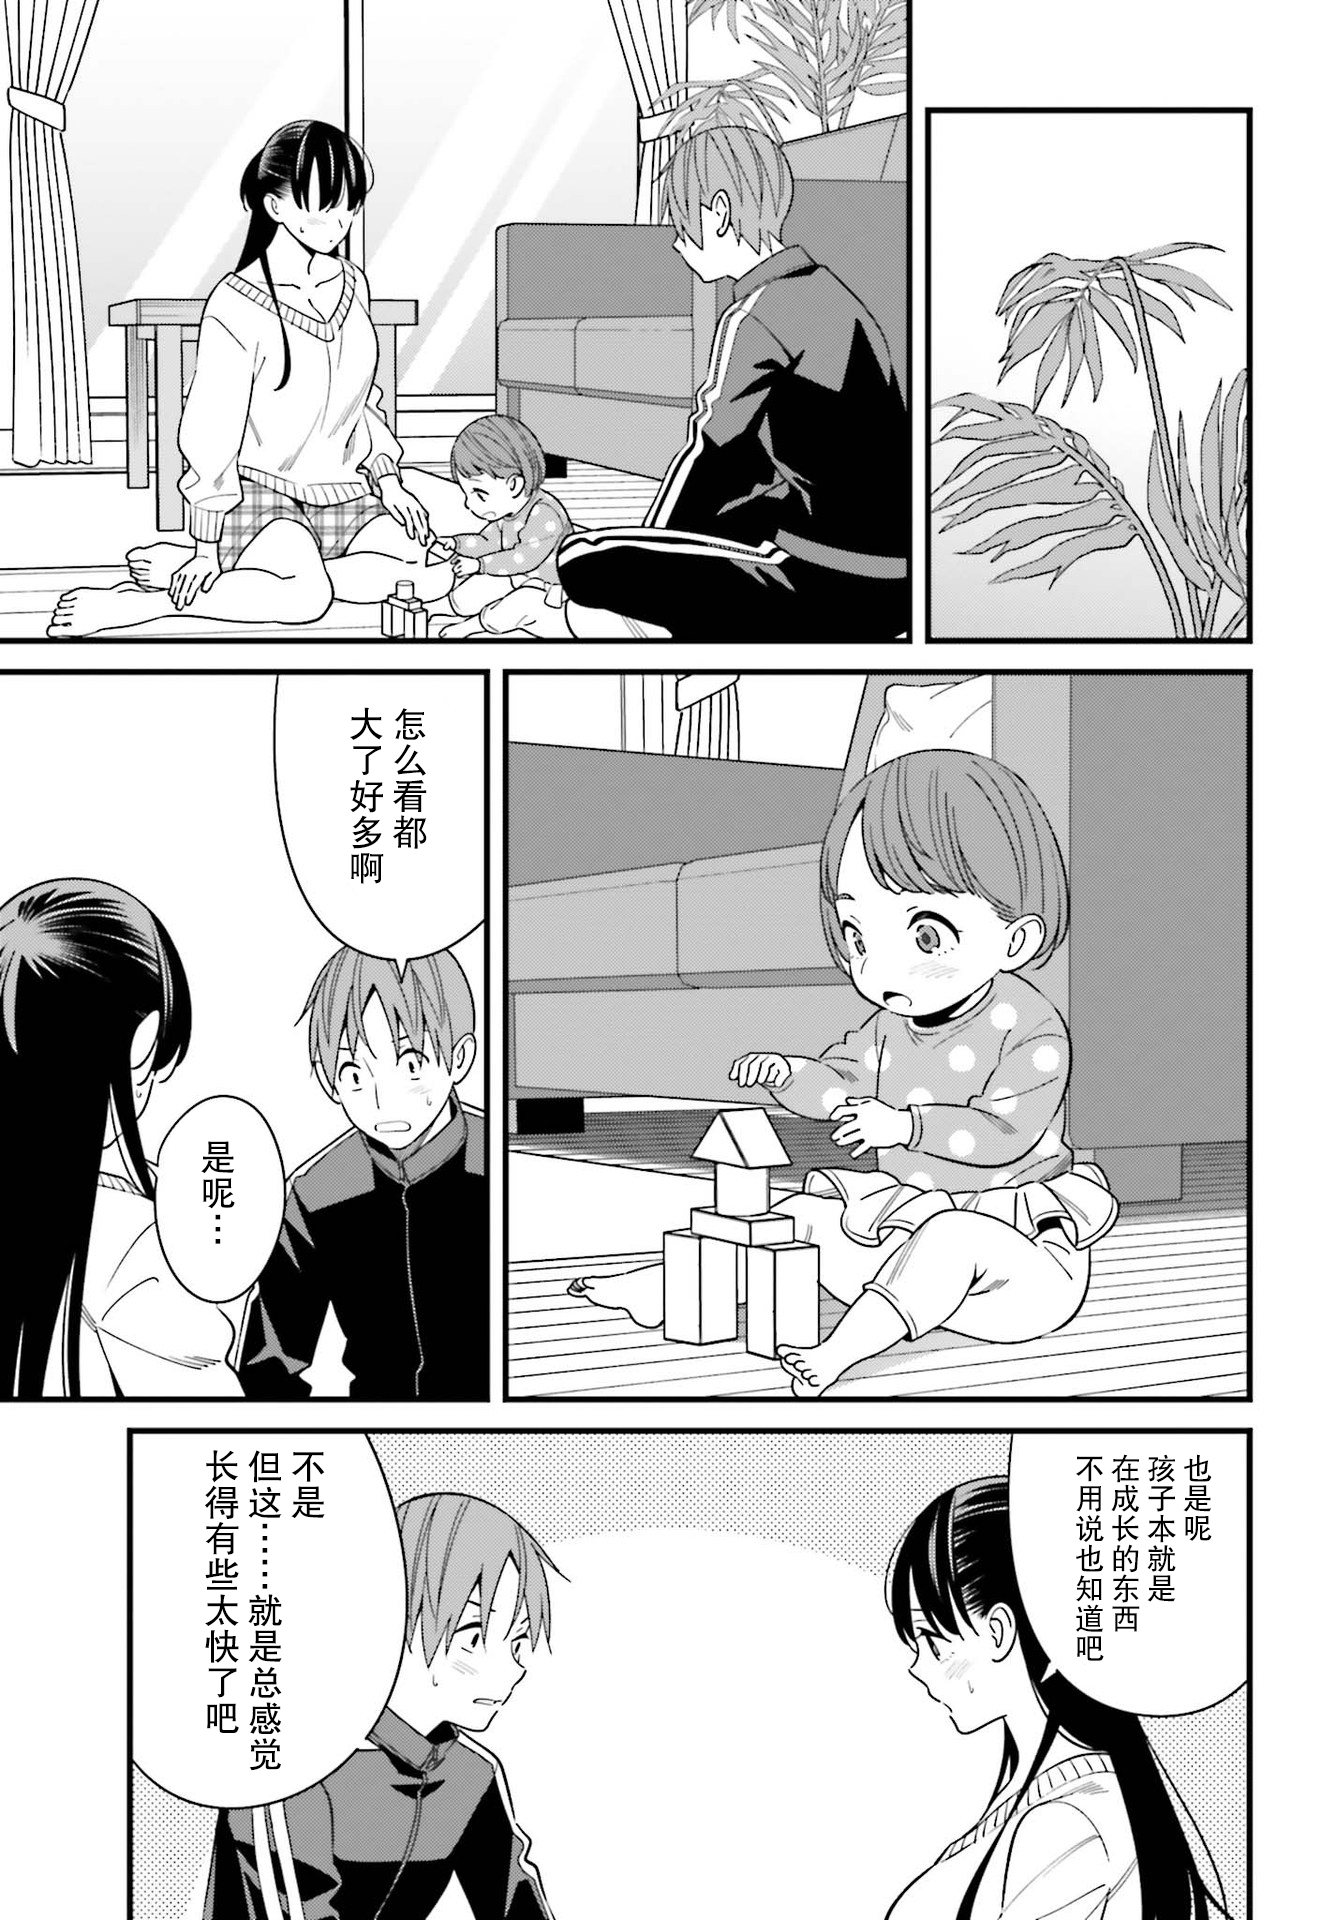 怎么看都
大了好多啊
是呢…
也是呢
孩子本就是
在成长的东西
不用说也知道吧
不是
但这……就是总感觉
长得有些太快了吧